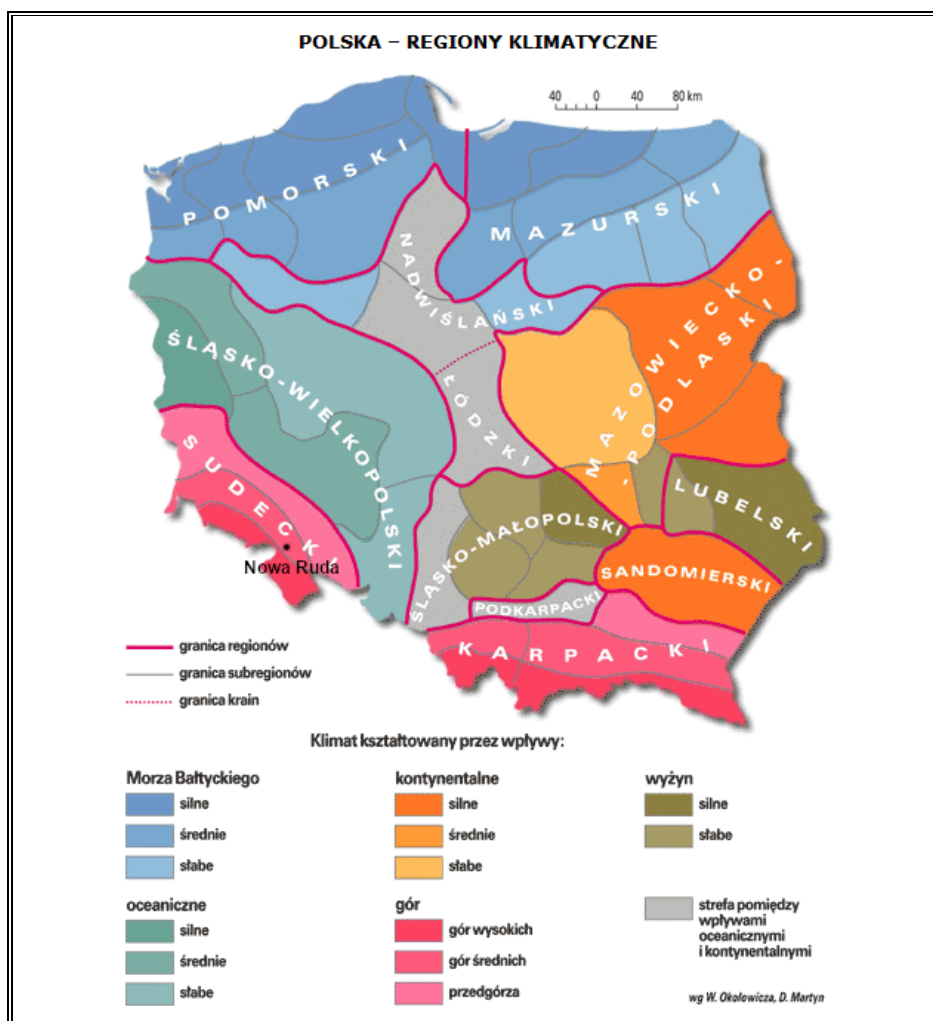 POLSKA – REGIONY KLIMATYCZNE
40 0 40 80 km
POMORSKI
MAZURSKI
NADWIŚLAŃSKI
MAZOWIECKO-
-PODLASKI
ŚLĄSKO-WIELKOPOLSKI
ŁÓDZKI
SUDECKI
Nowa Ruda
LUBELSKI
ŚLĄSKO-MAŁOPOLSKI
SANDOMIERSKI
PODKARPACKI
KARPACKI
granica regionów
granica subregionów
granica krain
Klimat kształtowany przez wpływy:
Morza Bałtyckiego
silne
średnie
słabe
kontynentalne
silne
średnie
słabe
wyżyn
silne
słabe
oceaniczne
silne
średnie
słabe
gór
gór wysokich
gór średnich
przedgórza
strefa pomiędzy
wpływami
oceanicznymi
i kontynentalnymi
wg W. Okołowicza, D. Martyn